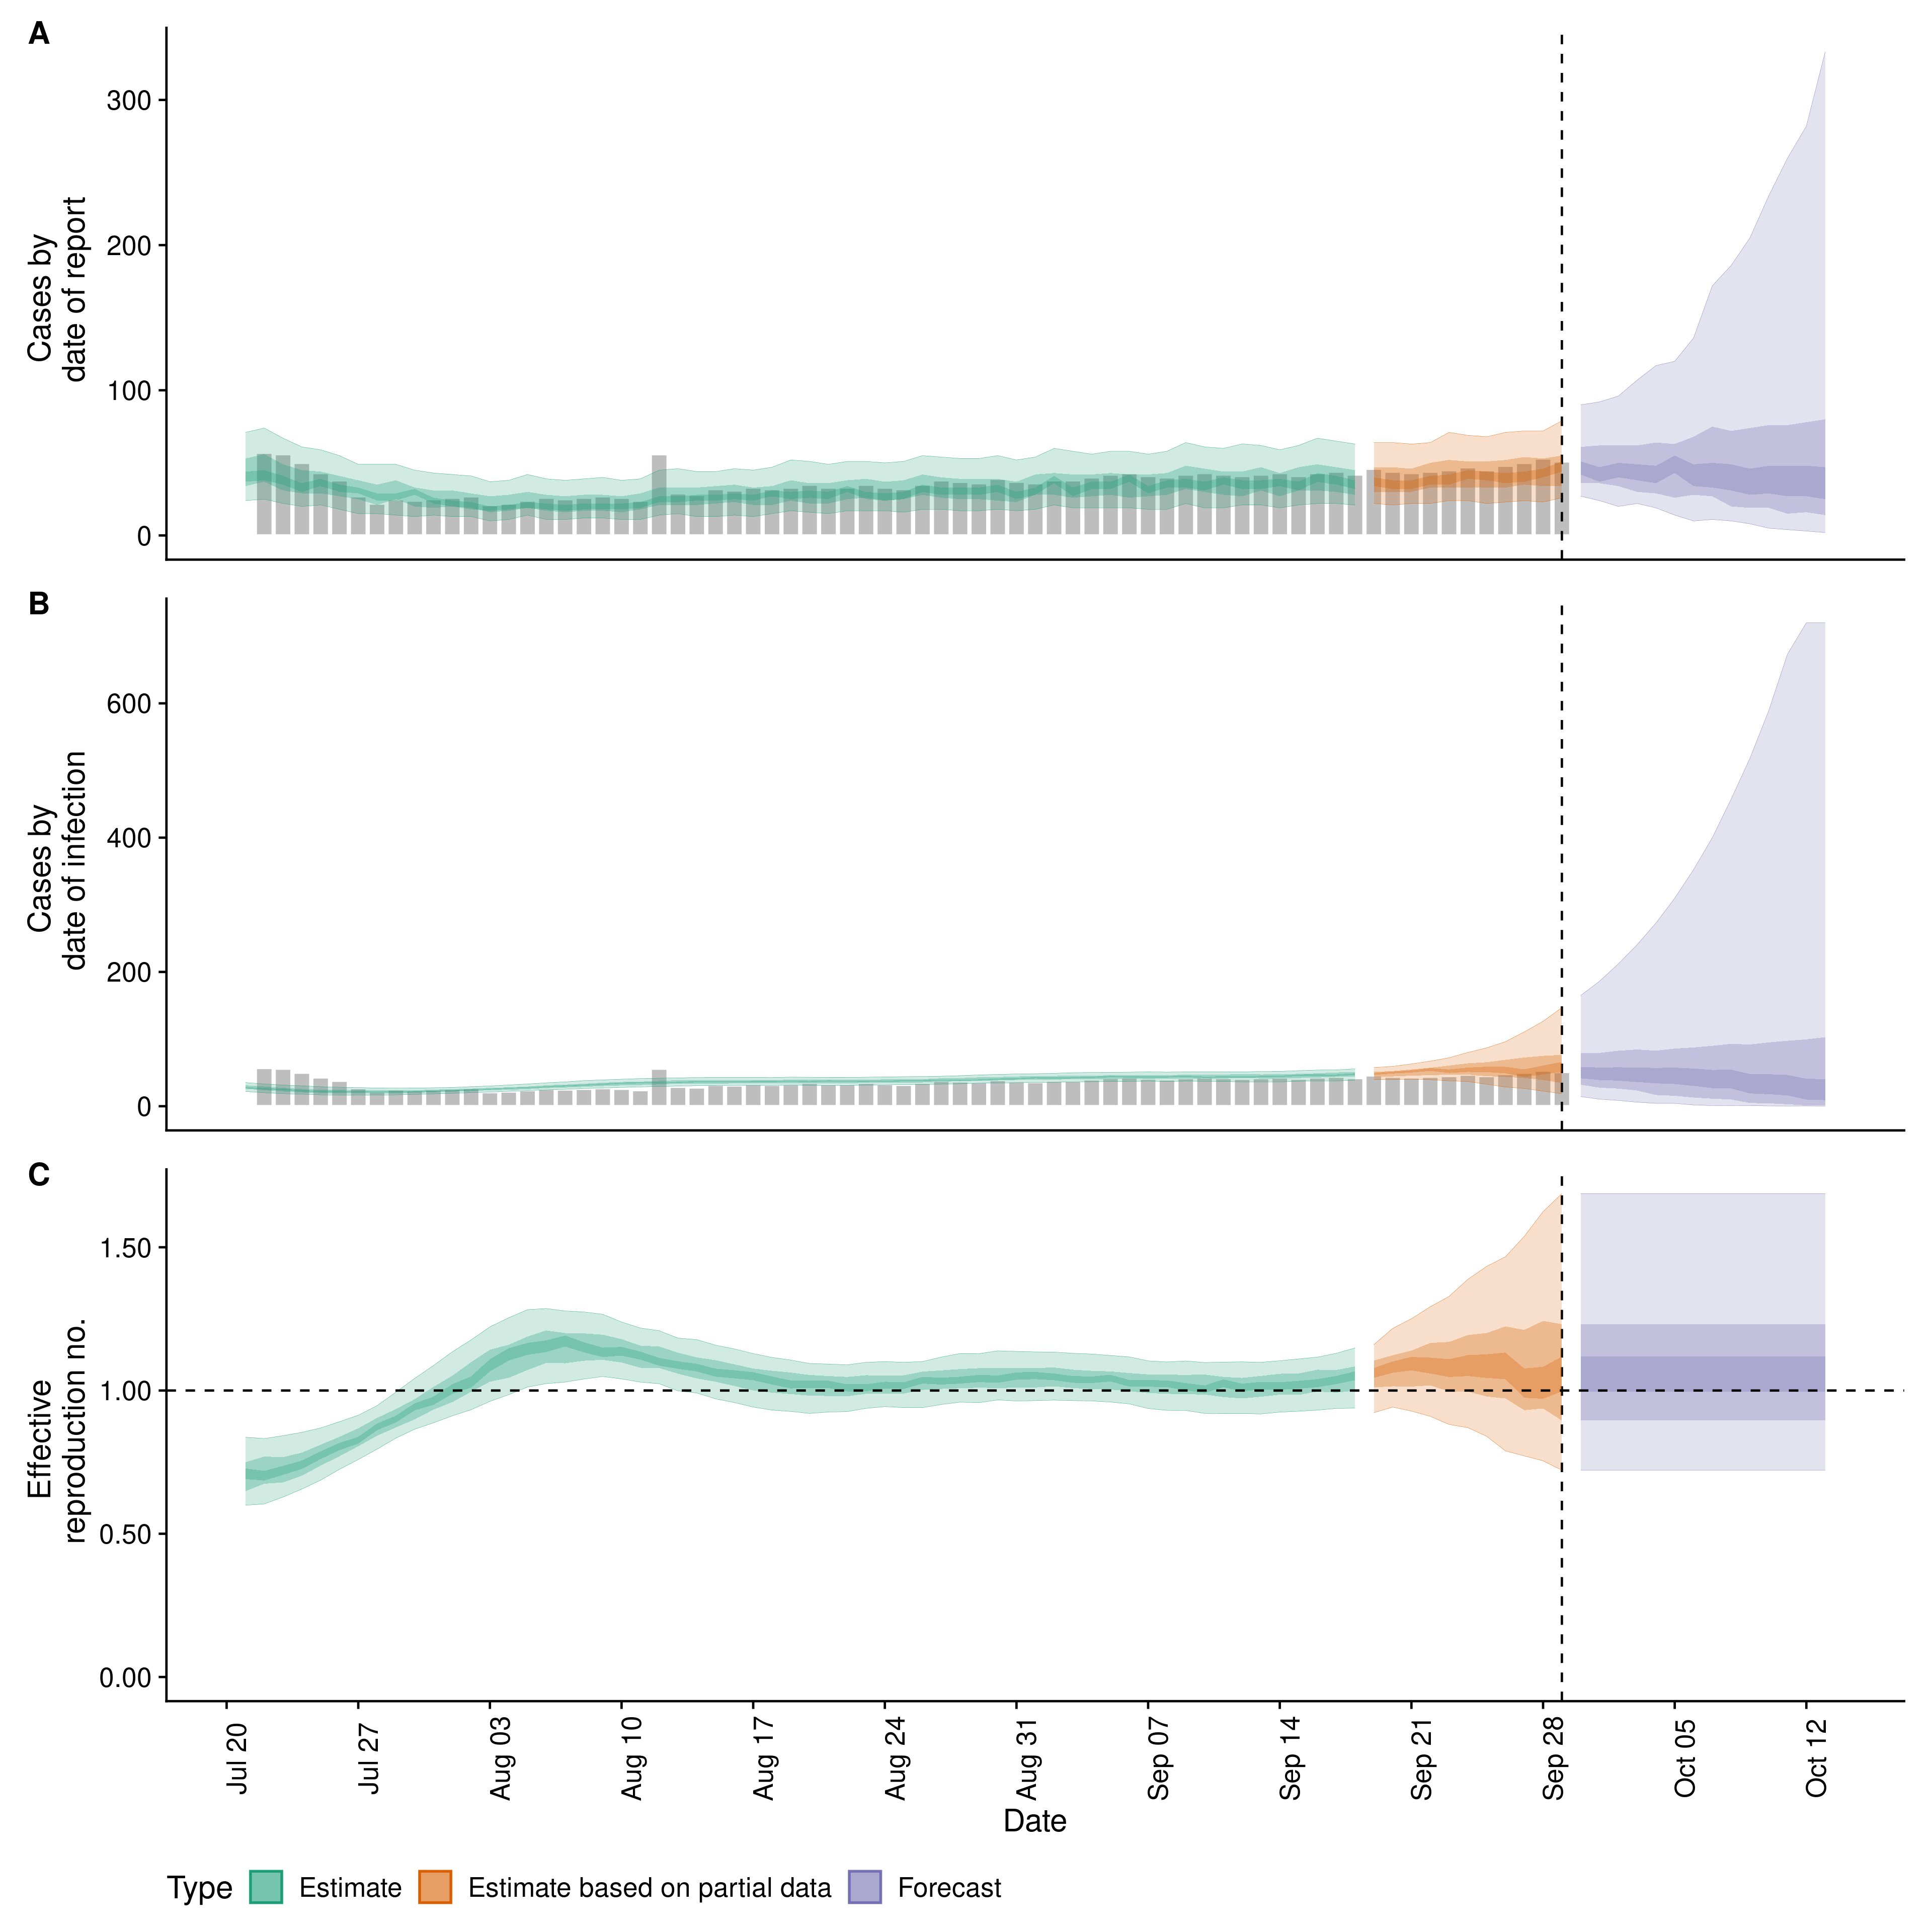 A
Cases by
date of report
300
200
100
0
B
Cases by
date of infection
600
400
200
0
C
Effective
reproduction no.
1.50
1.00
0.50
0.00
Jul 20
Jul 27
Aug 03
Aug 10
Aug 17
Aug 24
Aug 31
Sep 07
Sep 14
Sep 21
Sep 28
Oct 05
Oct 12
Date
Type Estimate Estimate based on partial data Forecast